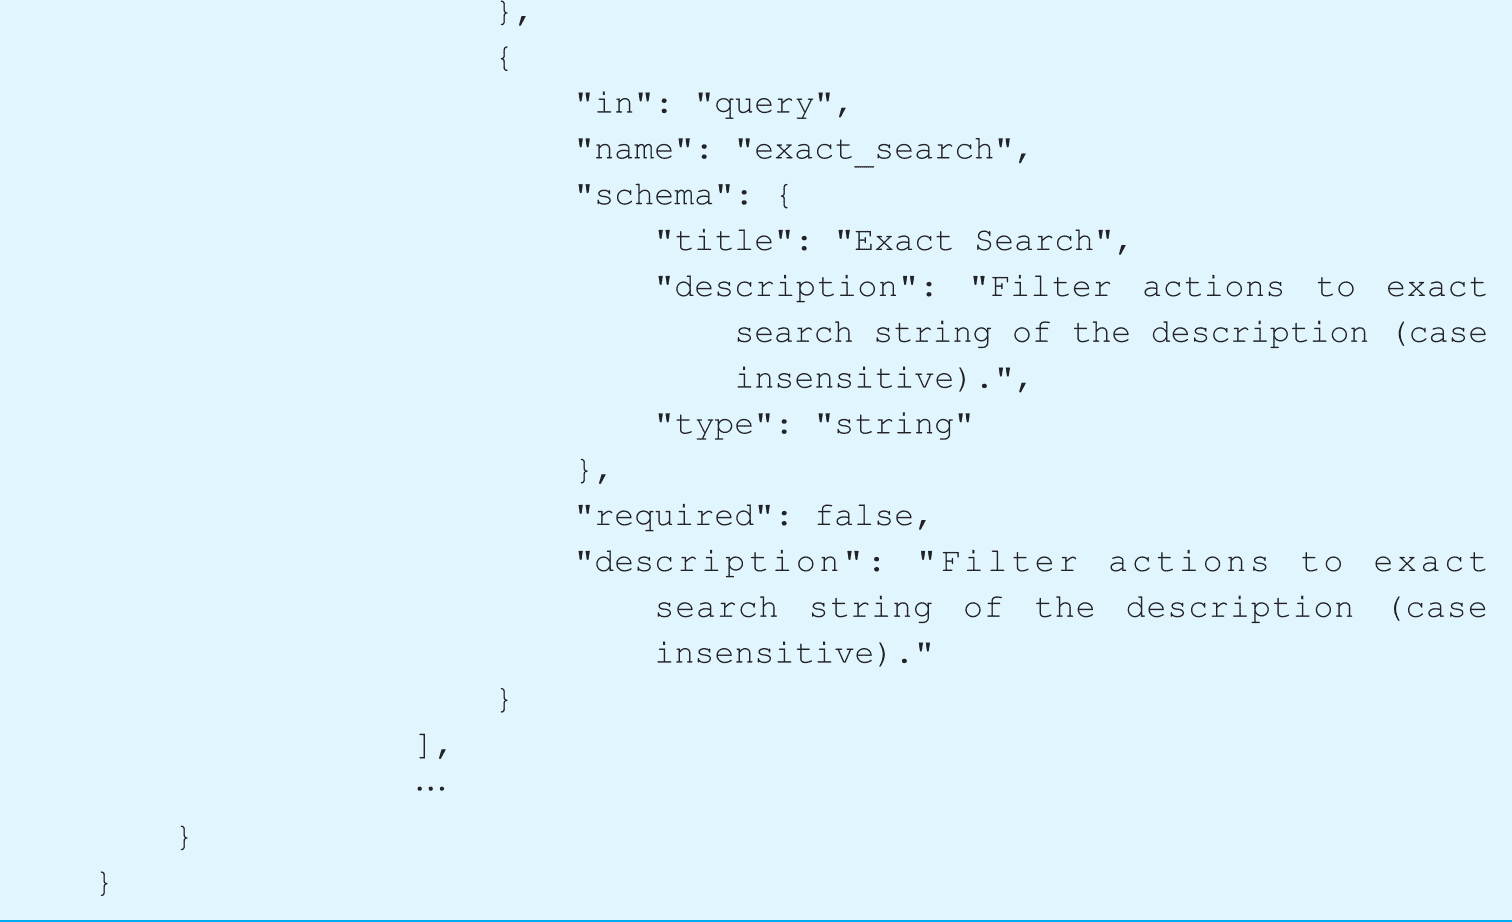 },
{
"in": "query",
"name": "exact_search",
"schema": {
"title": "Exact Search",
"description": "Filter actions to exact
search string of the description (case
insensitive).",
"type": "string"
},
"required": false,
"description": "Filter actions to exact
search string of the description (case
insensitive)."
}
],
…
}
}